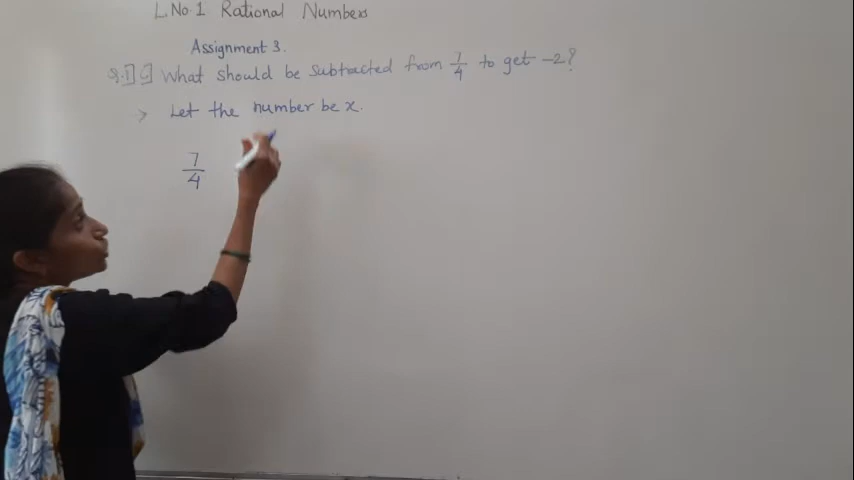 L.No.1 Rational Numbers
Assignment 3.
Q.1] C] What should be subtracted from 7/4 to get -2?
> Let the number be x.
7/4